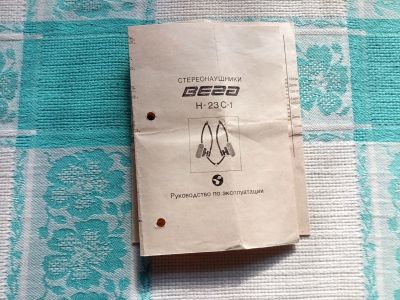 СТЕРЕОНАУШНИКИ
ВЕГА
Н-23С-1
Руководство по эксплуатации